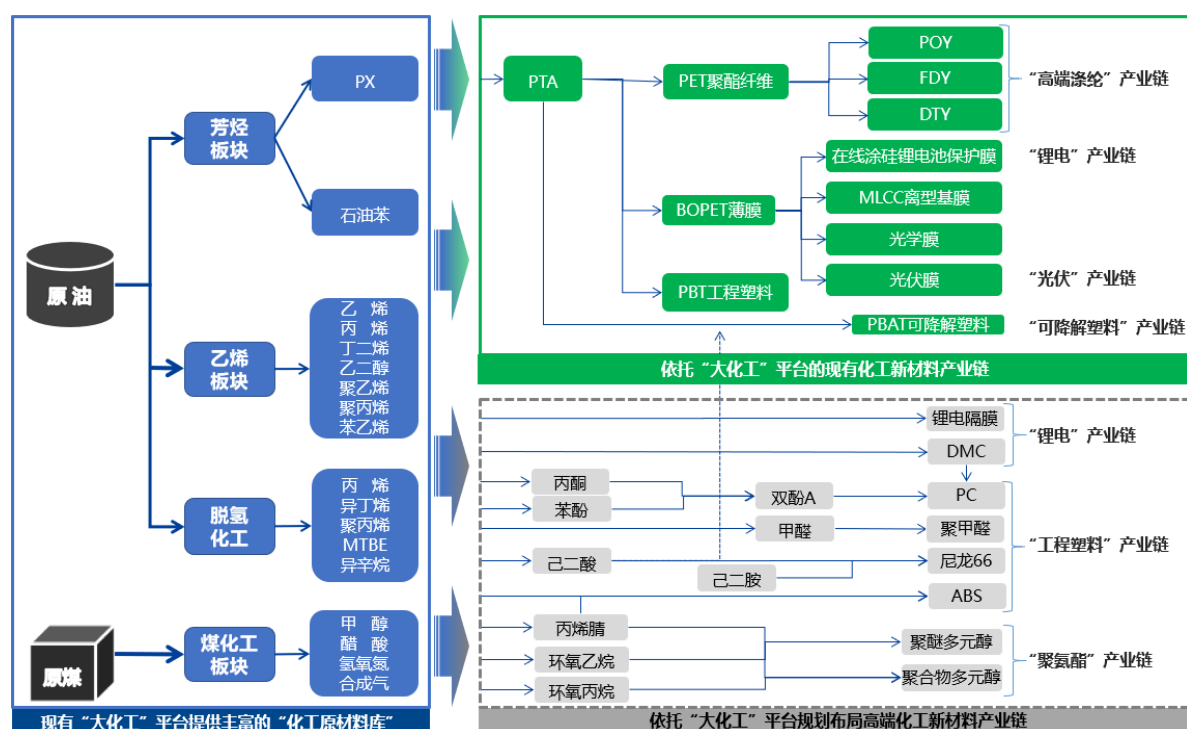 原油
原煤
芳烃
板块
乙烯
板块
脱氢
化工
煤化工
板块
PX
石油苯
乙 烯
丙 烯
丁二烯
乙二醇
聚乙烯
聚丙烯
苯乙烯
丙 烯
异丁烯
聚丙烯
MTBE
异辛烷
甲 醇
醋 酸
氢氧氮
合成气
现有“大化工”平台提供丰富的“化工原材料库”
PTA
PET聚酯纤维
BOPET薄膜
PBT工程塑料
POY
FDY
DTY
在线涂硅锂电池保护膜
MLCC离型基膜
光学膜
光伏膜
PBAT可降解塑料
“高端涤纶”产业链
“锂电”产业链
“光伏”产业链
“可降解塑料”产业链
依托“大化工”平台的现有化工新材料产业链
丙酮
苯酚
己二酸
丙烯腈
环氧乙烷
环氧丙烷
双酚A
甲醛
己二胺
锂电隔膜
DMC
PC
聚甲醛
尼龙66
ABS
聚醚多元醇
聚合物多元醇
“锂电”产业链
“工程塑料”产业链
“聚氨酯”产业链
依托“大化工”平台规划布局高端化工新材料产业链